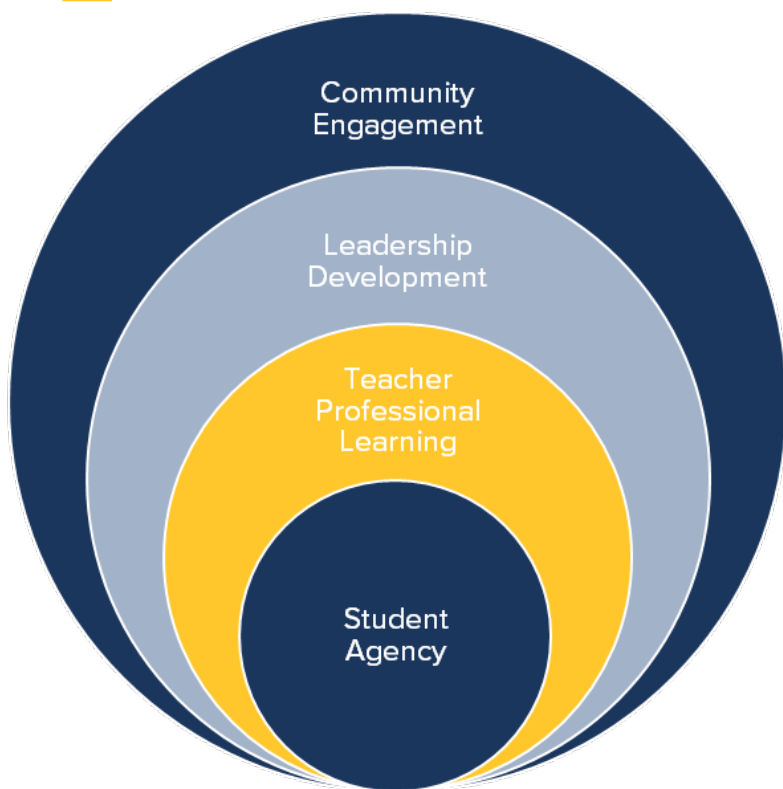 Community
Engagement
Leadership
Development
Teacher
Professional
Learning
Student
Agency